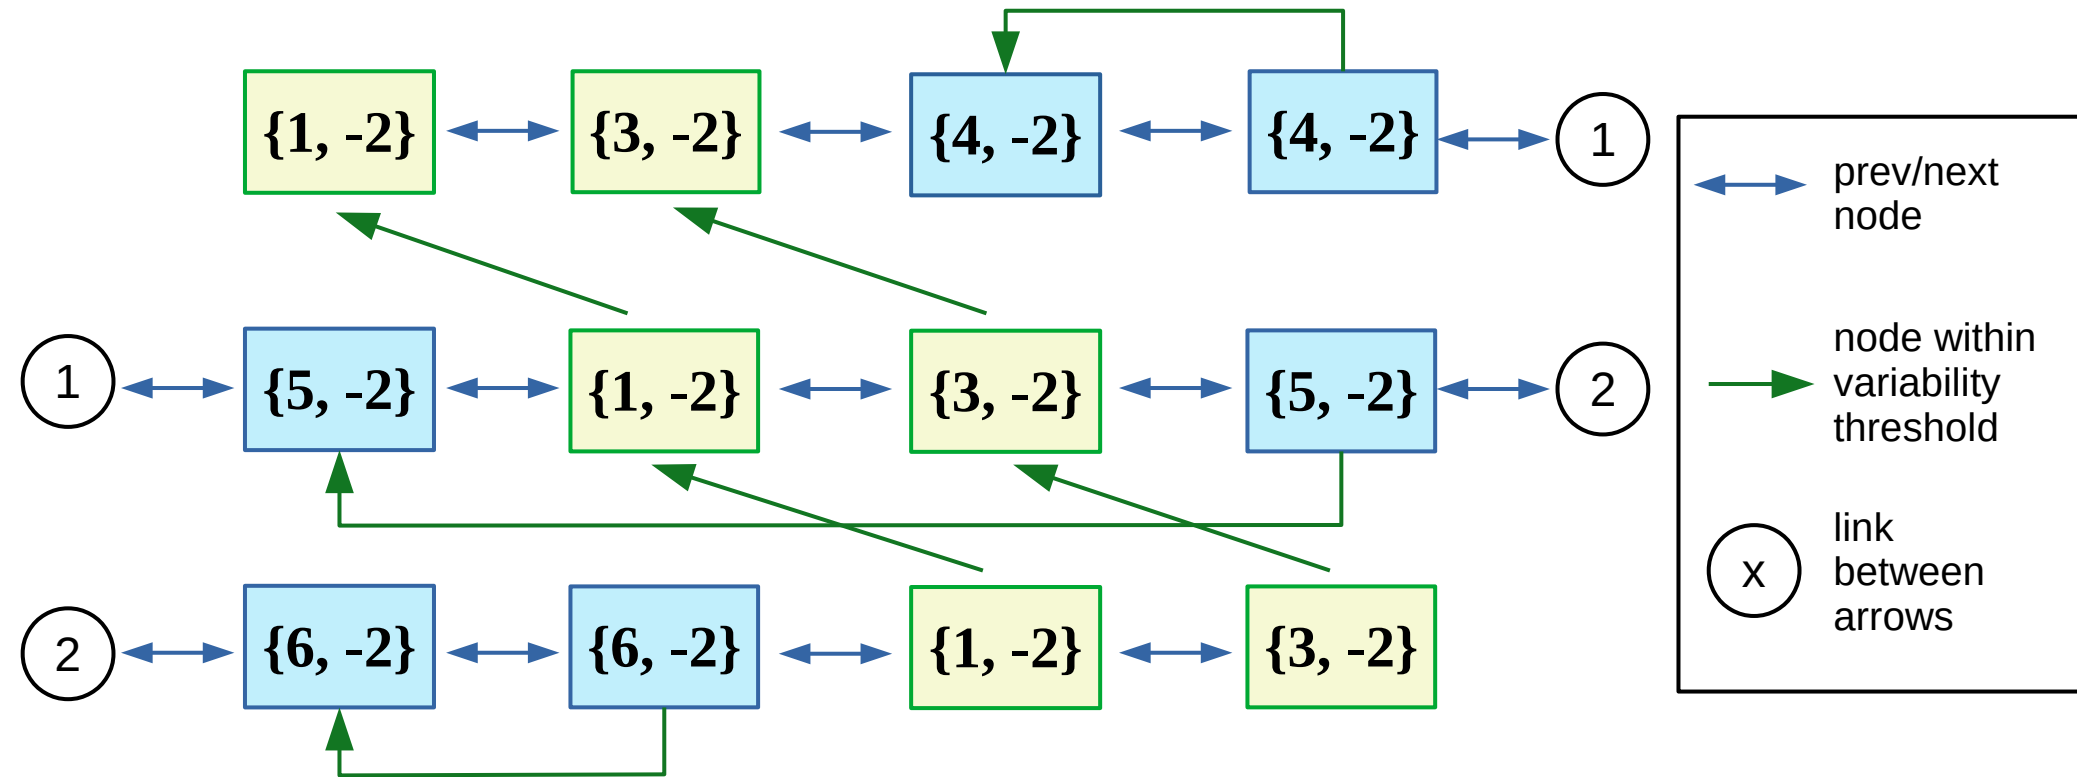 {1, -2} {3, -2} {4, -2} {4, -2} 1
1 {5, -2} {1, -2} {3, -2} {5, -2} 2
2 {6, -2} {6, -2} {1, -2} {3, -2}
prev/next
node
node within
variability
threshold
x
link
between
arrows